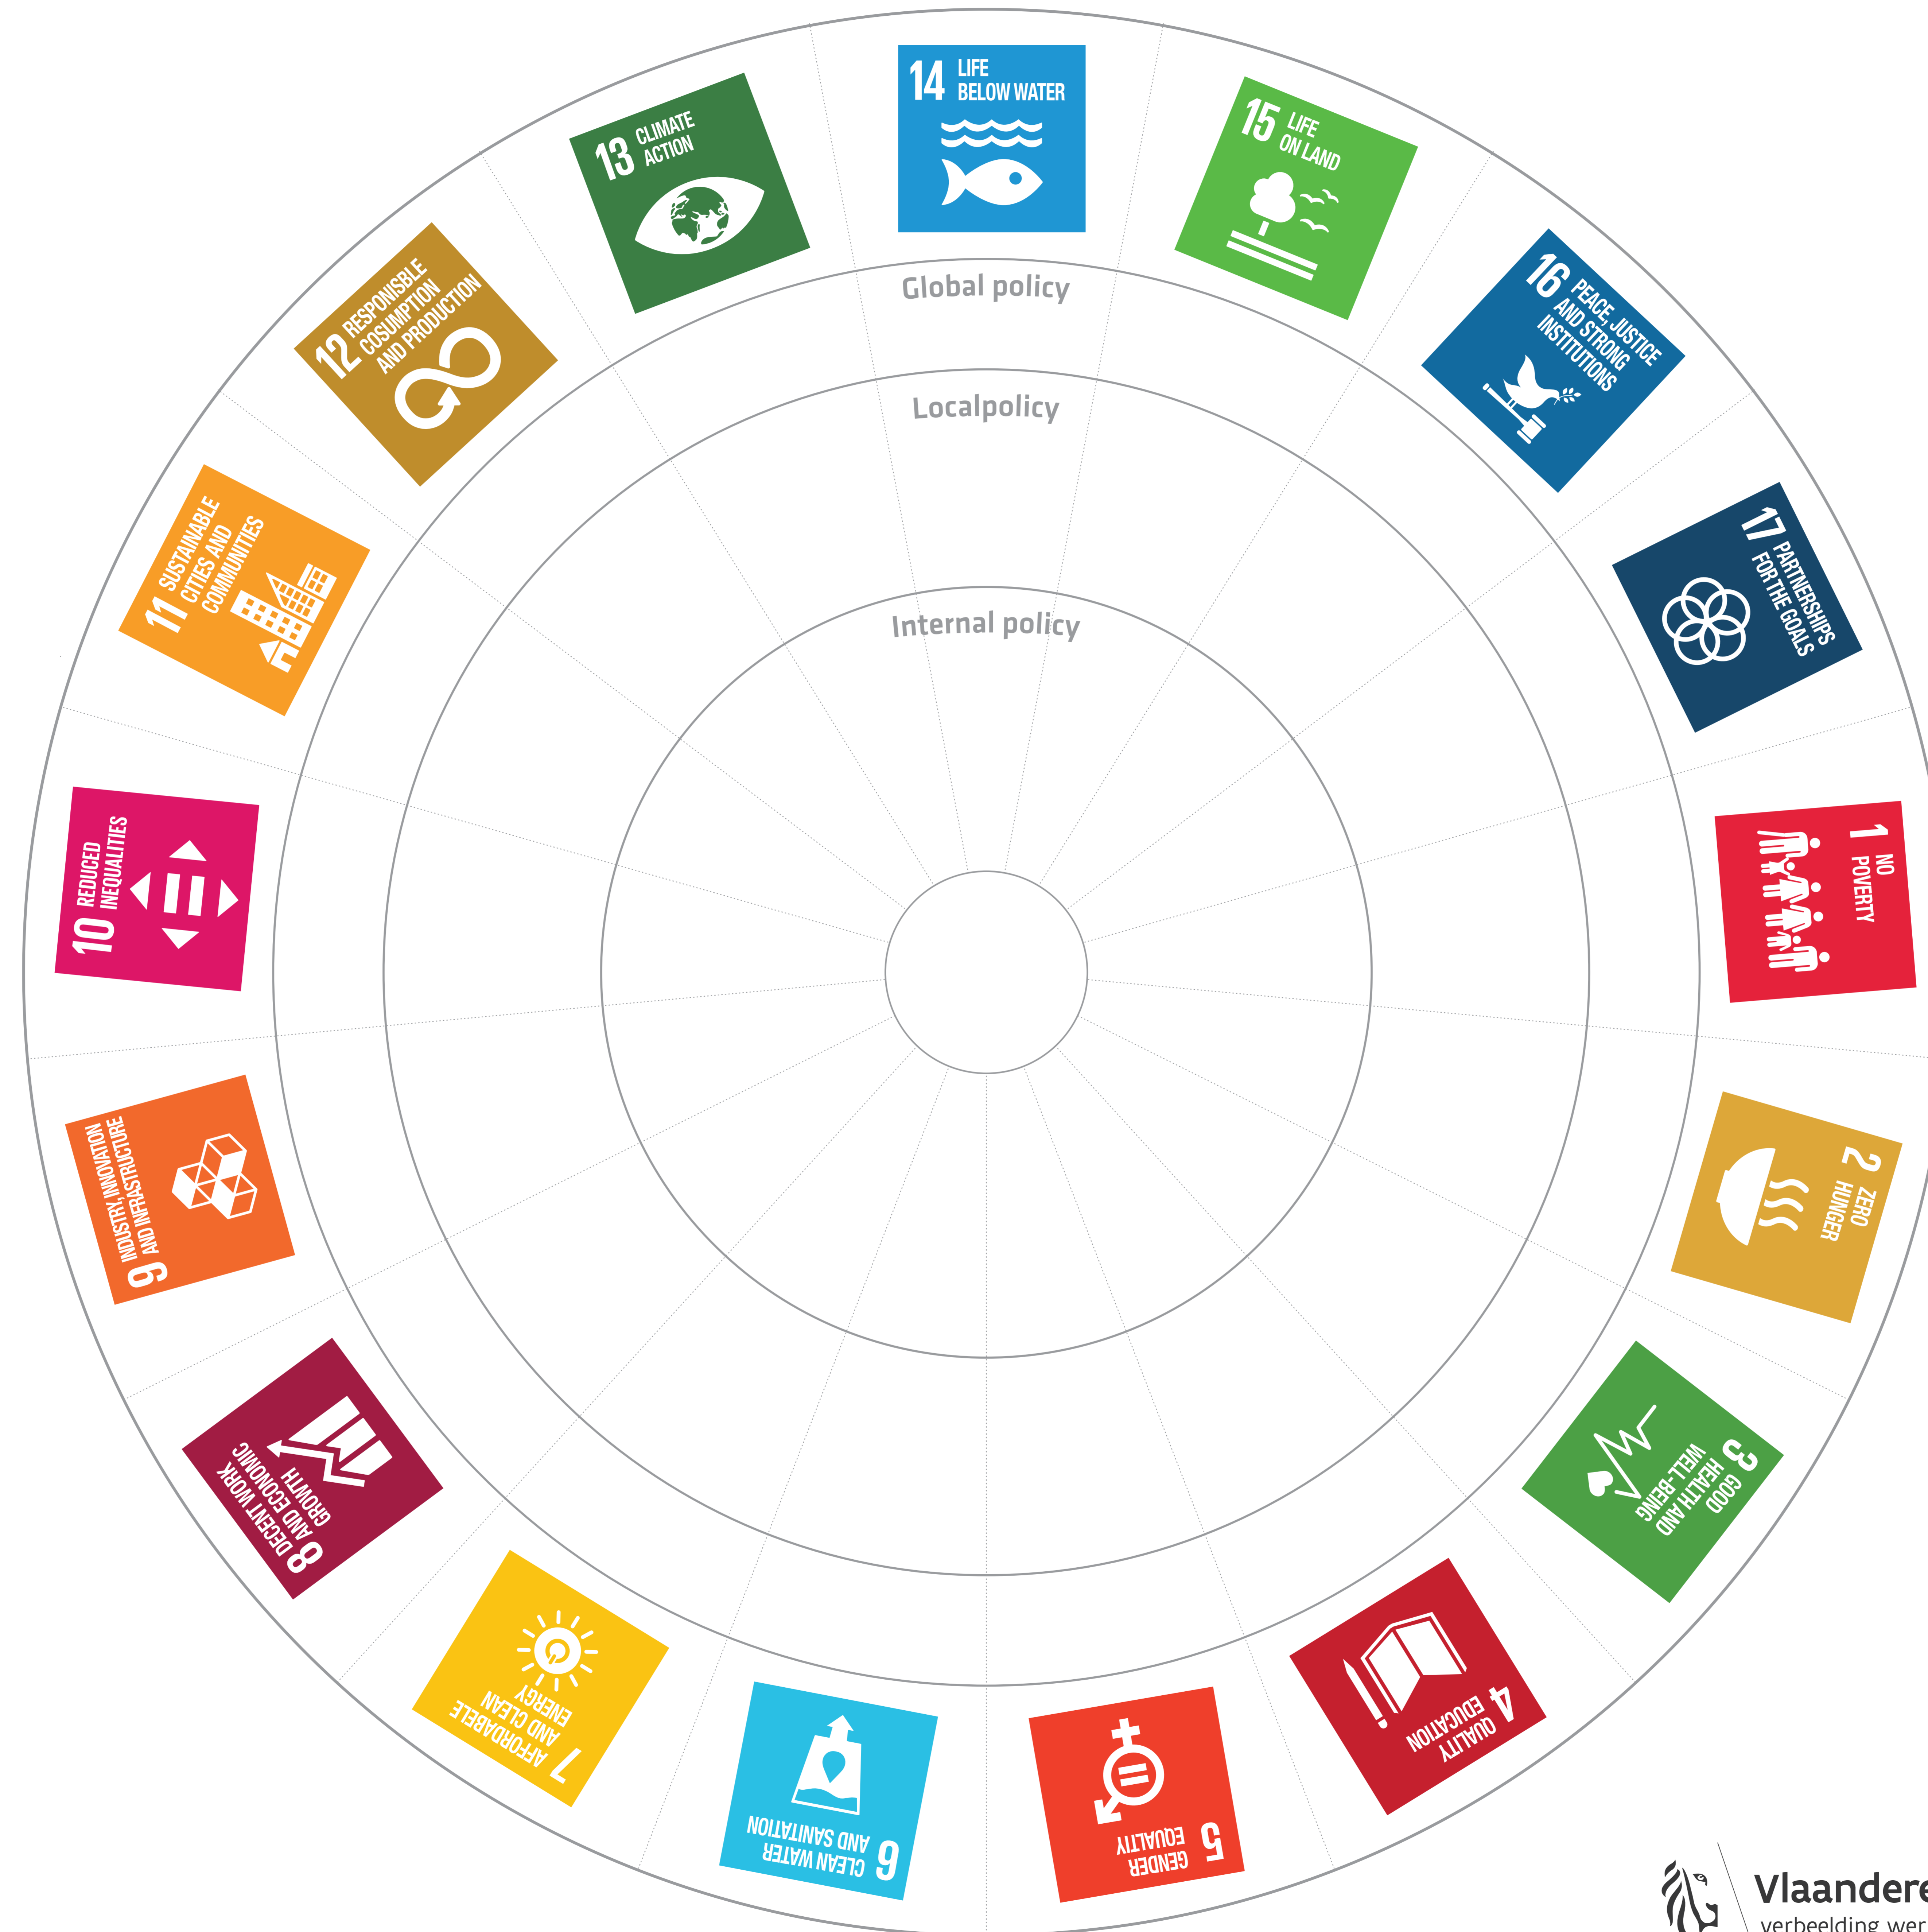 14 LIFE
BELOW WATER
15 LIFE
ON LAND
16 PEACE, JUSTICE
AND STRONG
INSTITUTIONS
17 PARTNERSHIPS
FOR THE GOALS
1 NO
POVERTY
2 ZERO
HUNGER
3 GOOD
HEALTH AND
WELL-BEING
4 QUALITY
EDUCATION
5 GENDER
EQUALTIY
6 CLEAN WATER
AND SANITATION
7 AFFORDABELE
AND CLEAN
ENERGY
8 DECENT WORK
AND ECONOMIC
GROWTH
9 INDUSTRY, INNOVATION
AND INFRASTRUCTURE
10 REDUCED
INEQUALITIES
11 SUSTAINABLE
CITIES AND
COMMUNITIES
12 RESPONISBLE
COSUMPTION
AND PRODUCTION
13 CLIMATE
ACTION
Global policy
Localpolicy
Internal policy
Vlaandere
verbeelding wer